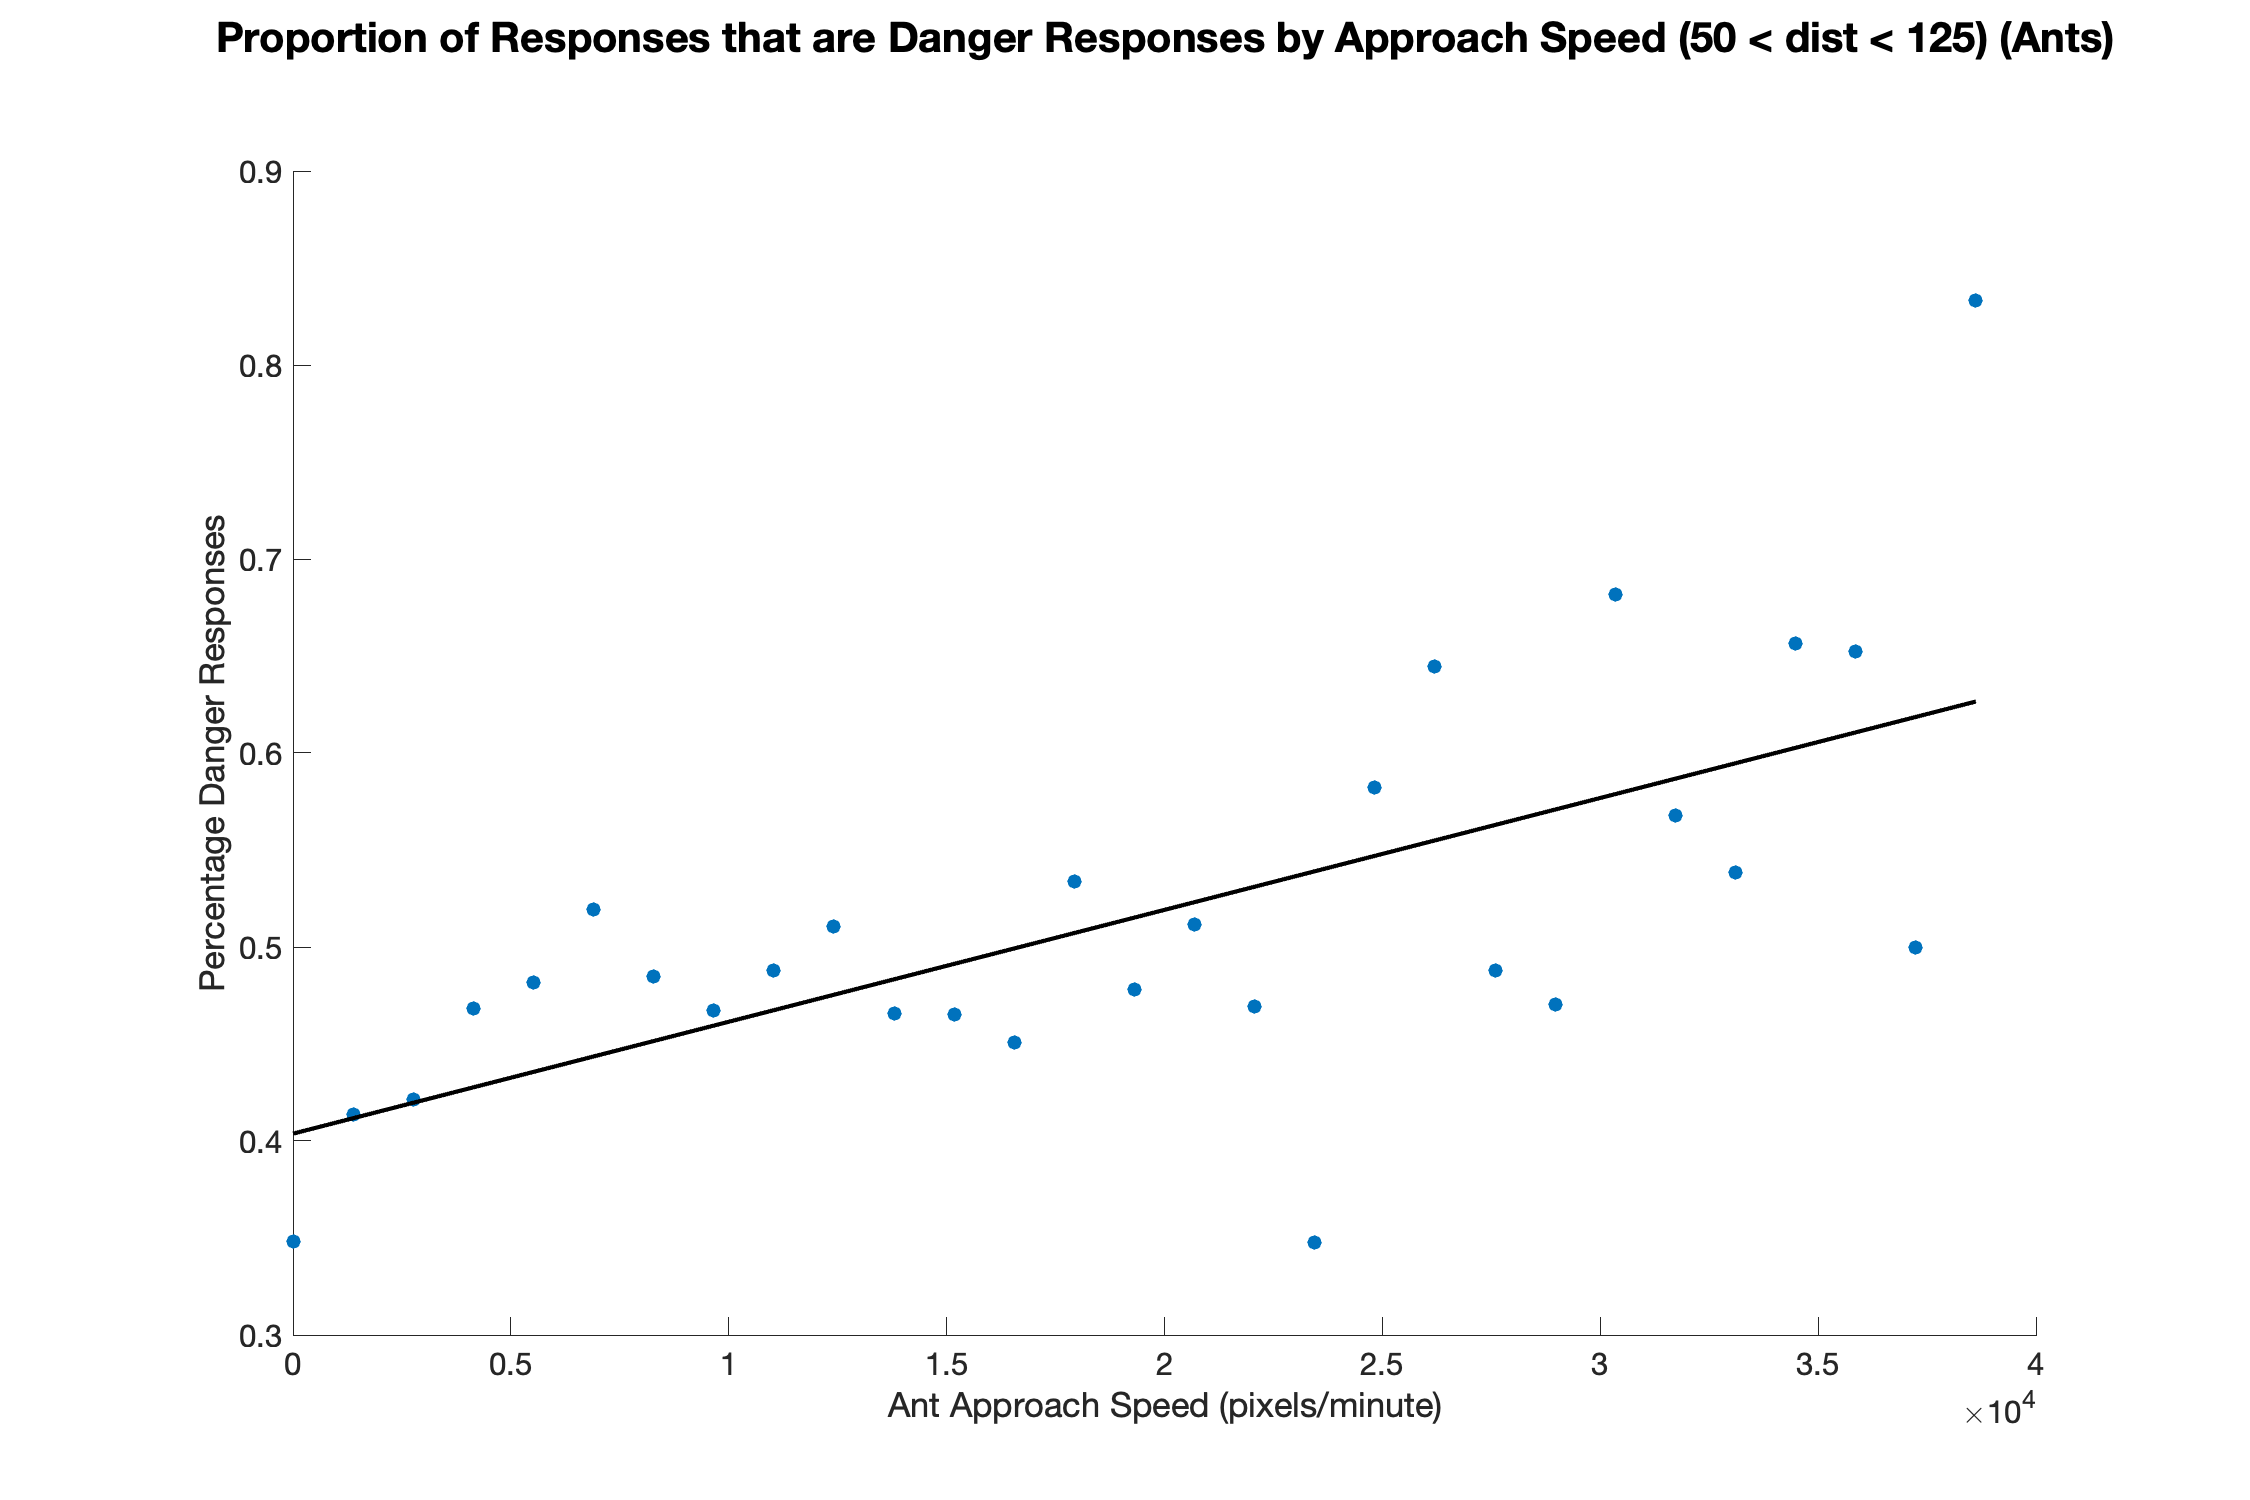 Proportion of Responses that are Danger Responses by Approach Speed (50 < dist < 125) (Ants)
0.9
0.8
0.7
0.6
0.5
0.4
0.3
Percentage Danger Responses
0 0.5 1 1.5 2 2.5 3 3.5 4
Ant Approach Speed (pixels/minute)
×10⁴